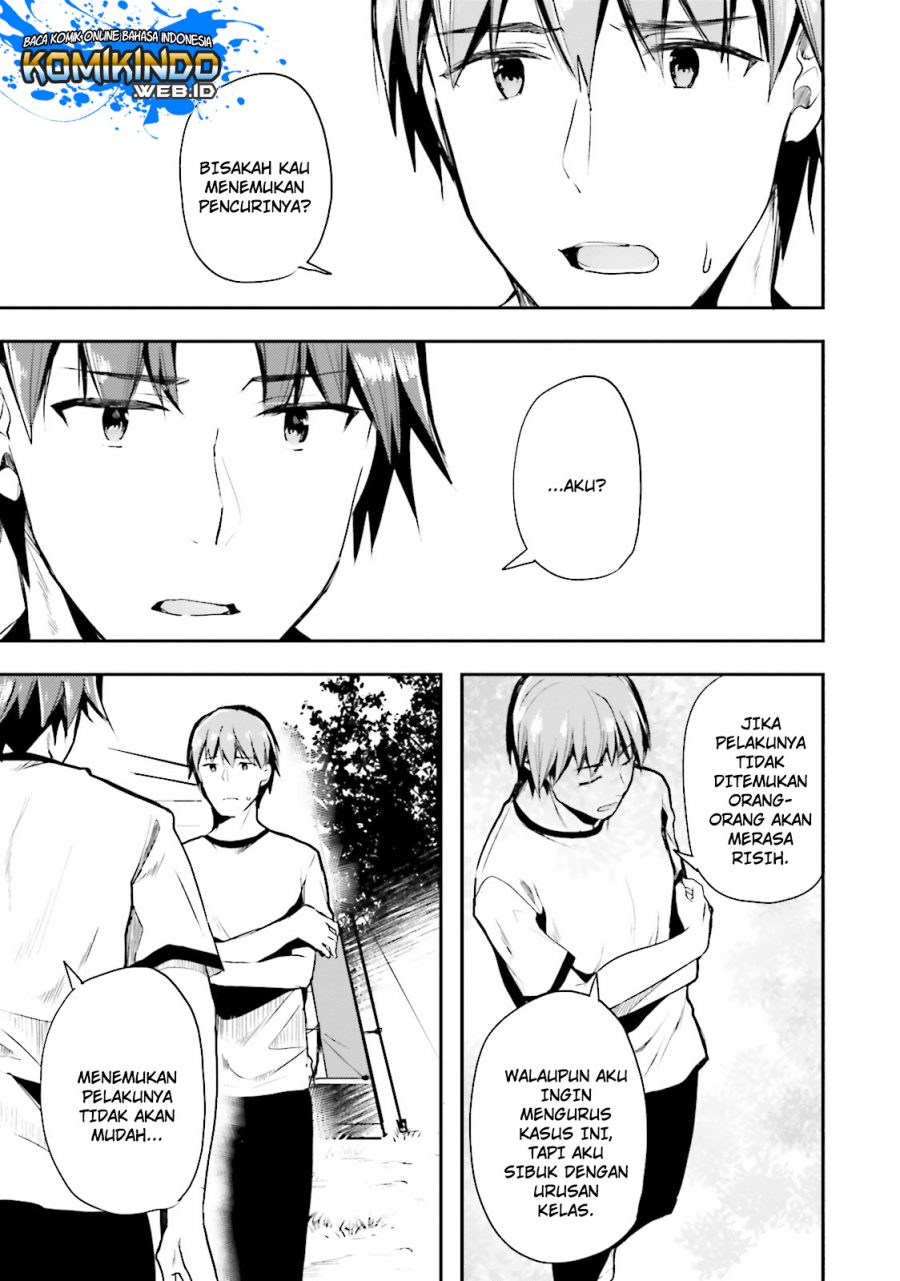 BACA KOMIK ONLINE BAHASA INDONESIA
KOMIKINDO
.WEB.ID
BISAKAH KAU
MENEMUKAN
PENCURINYA?
...AKU?
JIKA
PELAKUNYA
TIDAK
DITEMUKAN
ORANG-
ORANG AKAN
MERASA
RISIH.
WALAUPUN AKU
INGIN
MENGURUS
KASUS INI,
TAPI AKU
SIBUK DENGAN
URUSAN
KELAS.
MENEMUKAN
PELAKUNYA
TIDAK AKAN
MUDAH...